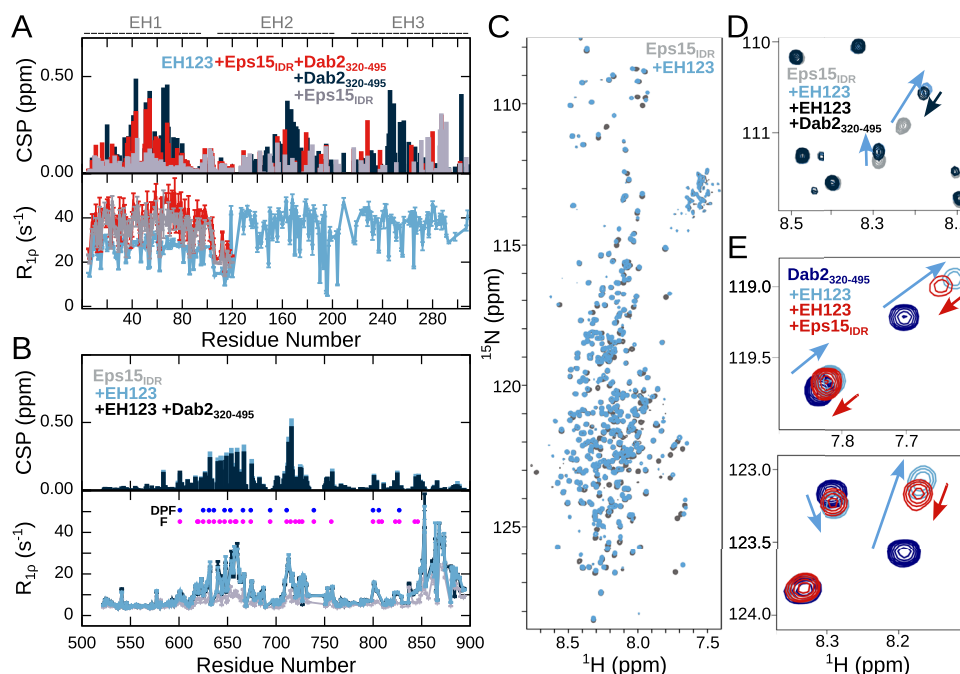 A
EH1 EH2 EH3
CSP (ppm)
0.50
0.00
EH123 +Eps15IDR +Dab2320-495
+Dab2320-495
+Eps15IDR
R1ρ (s-1)
40
20
0
40 80 120 160 200 240 280
Residue Number
B
CSP (ppm)
0.50
0.00
Eps15IDR
+EH123
+EH123 +Dab2320-495
DPF
F
R1ρ (s-1)
40
20
0
500 550 600 650 700 750 800 850 900
Residue Number
C
Eps15IDR
+EH123
15N (ppm)
110
115
120
125
8.5 8.0 7.5
1H (ppm)
D
110
111
Eps15IDR
+EH123
+EH123
+Dab2320-495
8.5 8.3
E
Dab2320-495
+EH123
+EH123
+Eps15IDR
119.0
119.5
7.8 7.7
123.0
123.5
124.0
8.3 8.2
1H (ppm)